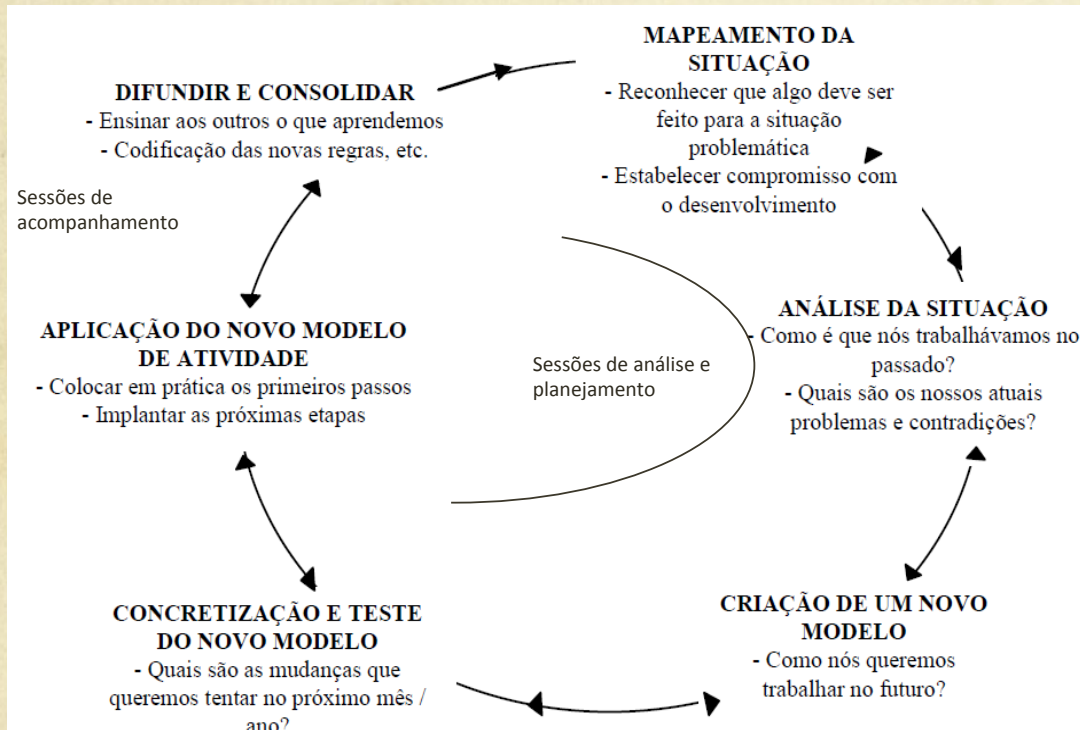 MAPEAMENTO DA
SITUAÇÃO
- Reconhecer que algo deve ser
feito para a situação
problemática
- Estabelecer compromisso com
o desenvolvimento
ANÁLISE DA SITUAÇÃO
- Como é que nós trabalhávamos no
passado?
- Quais são os nossos atuais
problemas e contradições?
CRIAÇÃO DE UM NOVO
MODELO
- Como nós queremos
trabalhar no futuro?
CONCRETIZAÇÃO E TESTE
DO NOVO MODELO
- Quais são as mudanças que
queremos tentar no próximo mês /
ano?
APLICAÇÃO DO NOVO MODELO
DE ATIVIDADE
- Colocar em prática os primeiros passos
- Implantar as próximas etapas
DIFUNDIR E CONSOLIDAR
- Ensinar aos outros o que aprendemos
- Codificação das novas regras, etc.
Sessões de
acompanhamento
Sessões de análise e
planejamento